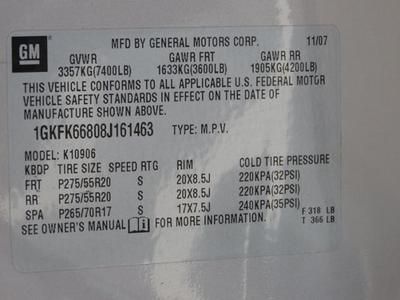 GM
MFD BY GENERAL MOTORS CORP. 11/07
GVWR GAWR FRT GAWR RR
3357KG(7400LB) 1633KG(3600LB) 1905KG(4200LB)
THIS VEHICLE CONFORMS TO ALL APPLICABLE U.S. FEDERAL MOTOR
VEHICLE SAFETY STANDARDS IN EFFECT ON THE DATE OF
MANUFACTURE SHOWN ABOVE.
1GKFK66808J161463 TYPE: M.P.V.
MODEL: K10906
KBDP TIRE SIZE SPEED RTG RIM COLD TIRE PRESSURE
FRT P275/55R20 S 20X8.5J 220KPA(32PSI)
RR P275/55R20 S 20X8.5J 220KPA(32PSI)
SPA P265/70R17 S 17X7.5J 240KPA(35PSI)
F 318 LB
SEE OWNER'S MANUAL i FOR MORE INFORMATION. T 366 LB